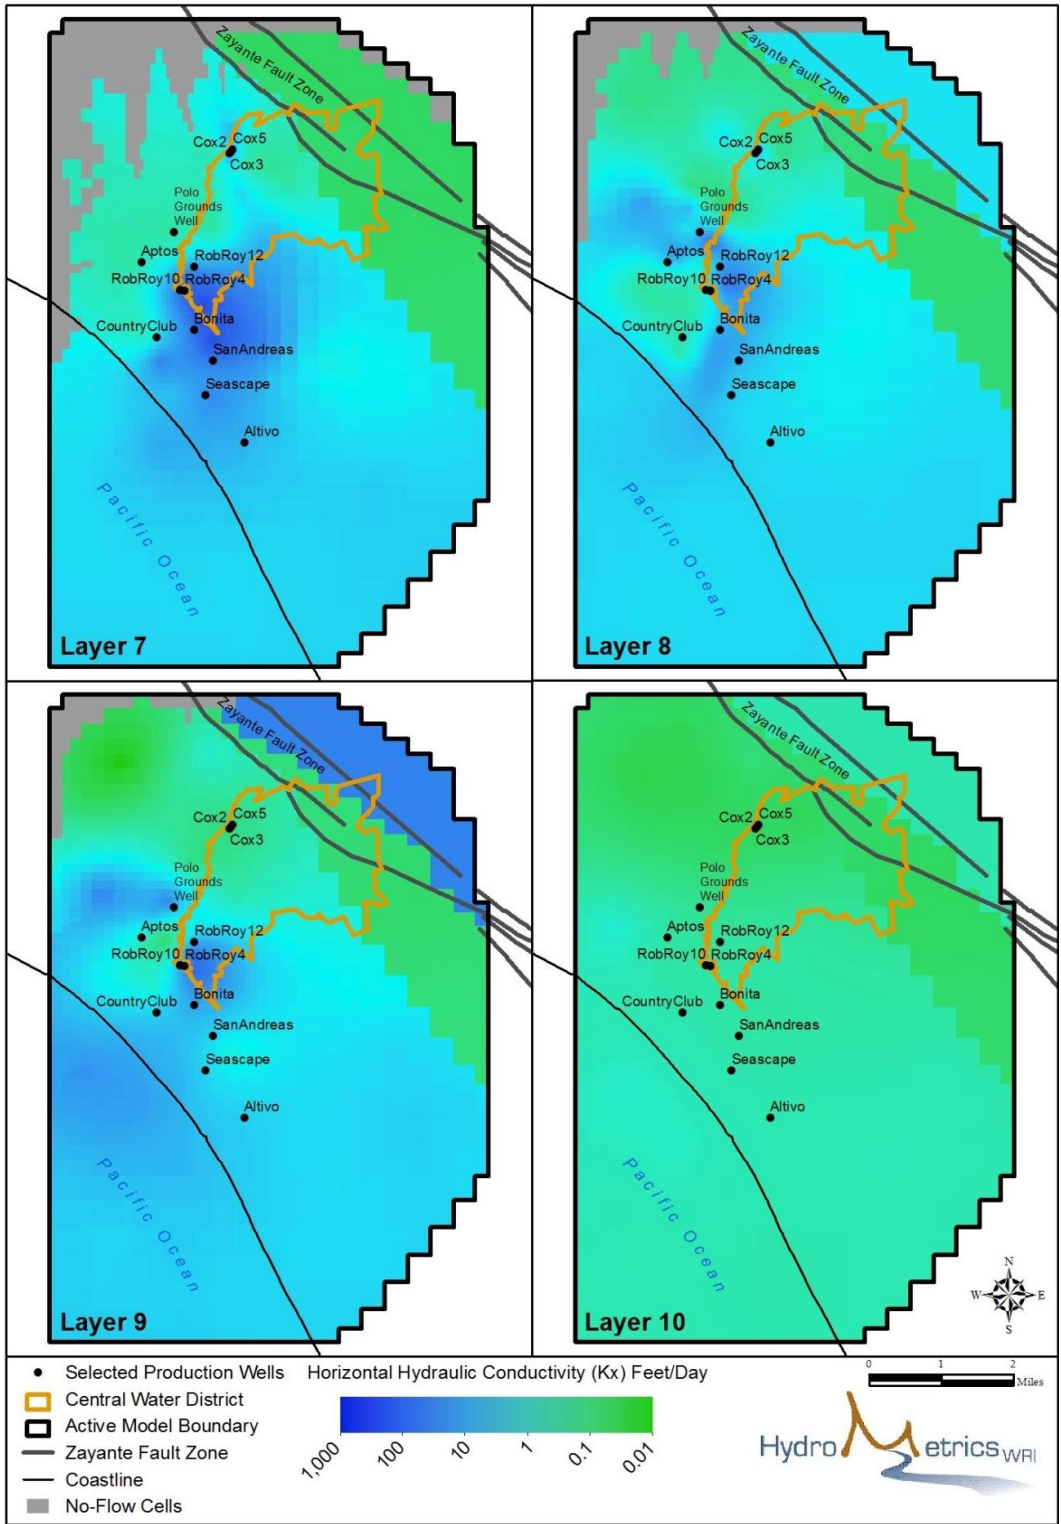 Zayante Fault Zone
Cox2
Cox5
Cox3
Polo
Grounds
Well
Aptos
RobRoy12
RobRoy10
RobRoy4
Bonita
CountryClub
SanAndreas
Seascape
Altivo
Pacific Ocean
Layer 7
Zayante Fault Zone
Cox2
Cox5
Cox3
Polo
Grounds
Well
Aptos
RobRoy12
RobRoy10
RobRoy4
Bonita
CountryClub
SanAndreas
Seascape
Altivo
Pacific Ocean
Layer 8
Zayante Fault Zone
Cox2
Cox5
Cox3
Polo
Grounds
Well
Aptos
RobRoy12
RobRoy10
RobRoy4
Bonita
CountryClub
SanAndreas
Seascape
Altivo
Pacific Ocean
Layer 9
Zayante Fault Zone
Cox2
Cox5
Cox3
Polo
Grounds
Well
Aptos
RobRoy12
RobRoy10
RobRoy4
Bonita
CountryClub
SanAndreas
Seascape
Altivo
Pacific Ocean
N
W E
S
Layer 10
Selected Production Wells
Central Water District
Active Model Boundary
Zayante Fault Zone
Coastline
No-Flow Cells
Horizontal Hydraulic Conductivity (Kx) Feet/Day
1,000 100 10 1 0.1 0.01
0 1 2
Miles
HydroMetrics WRI